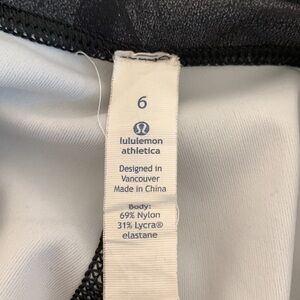 6
lululemon
athletica
Designed in
Vancouver
Made in China
Body:
69% Nylon
31% Lycra®
elastane